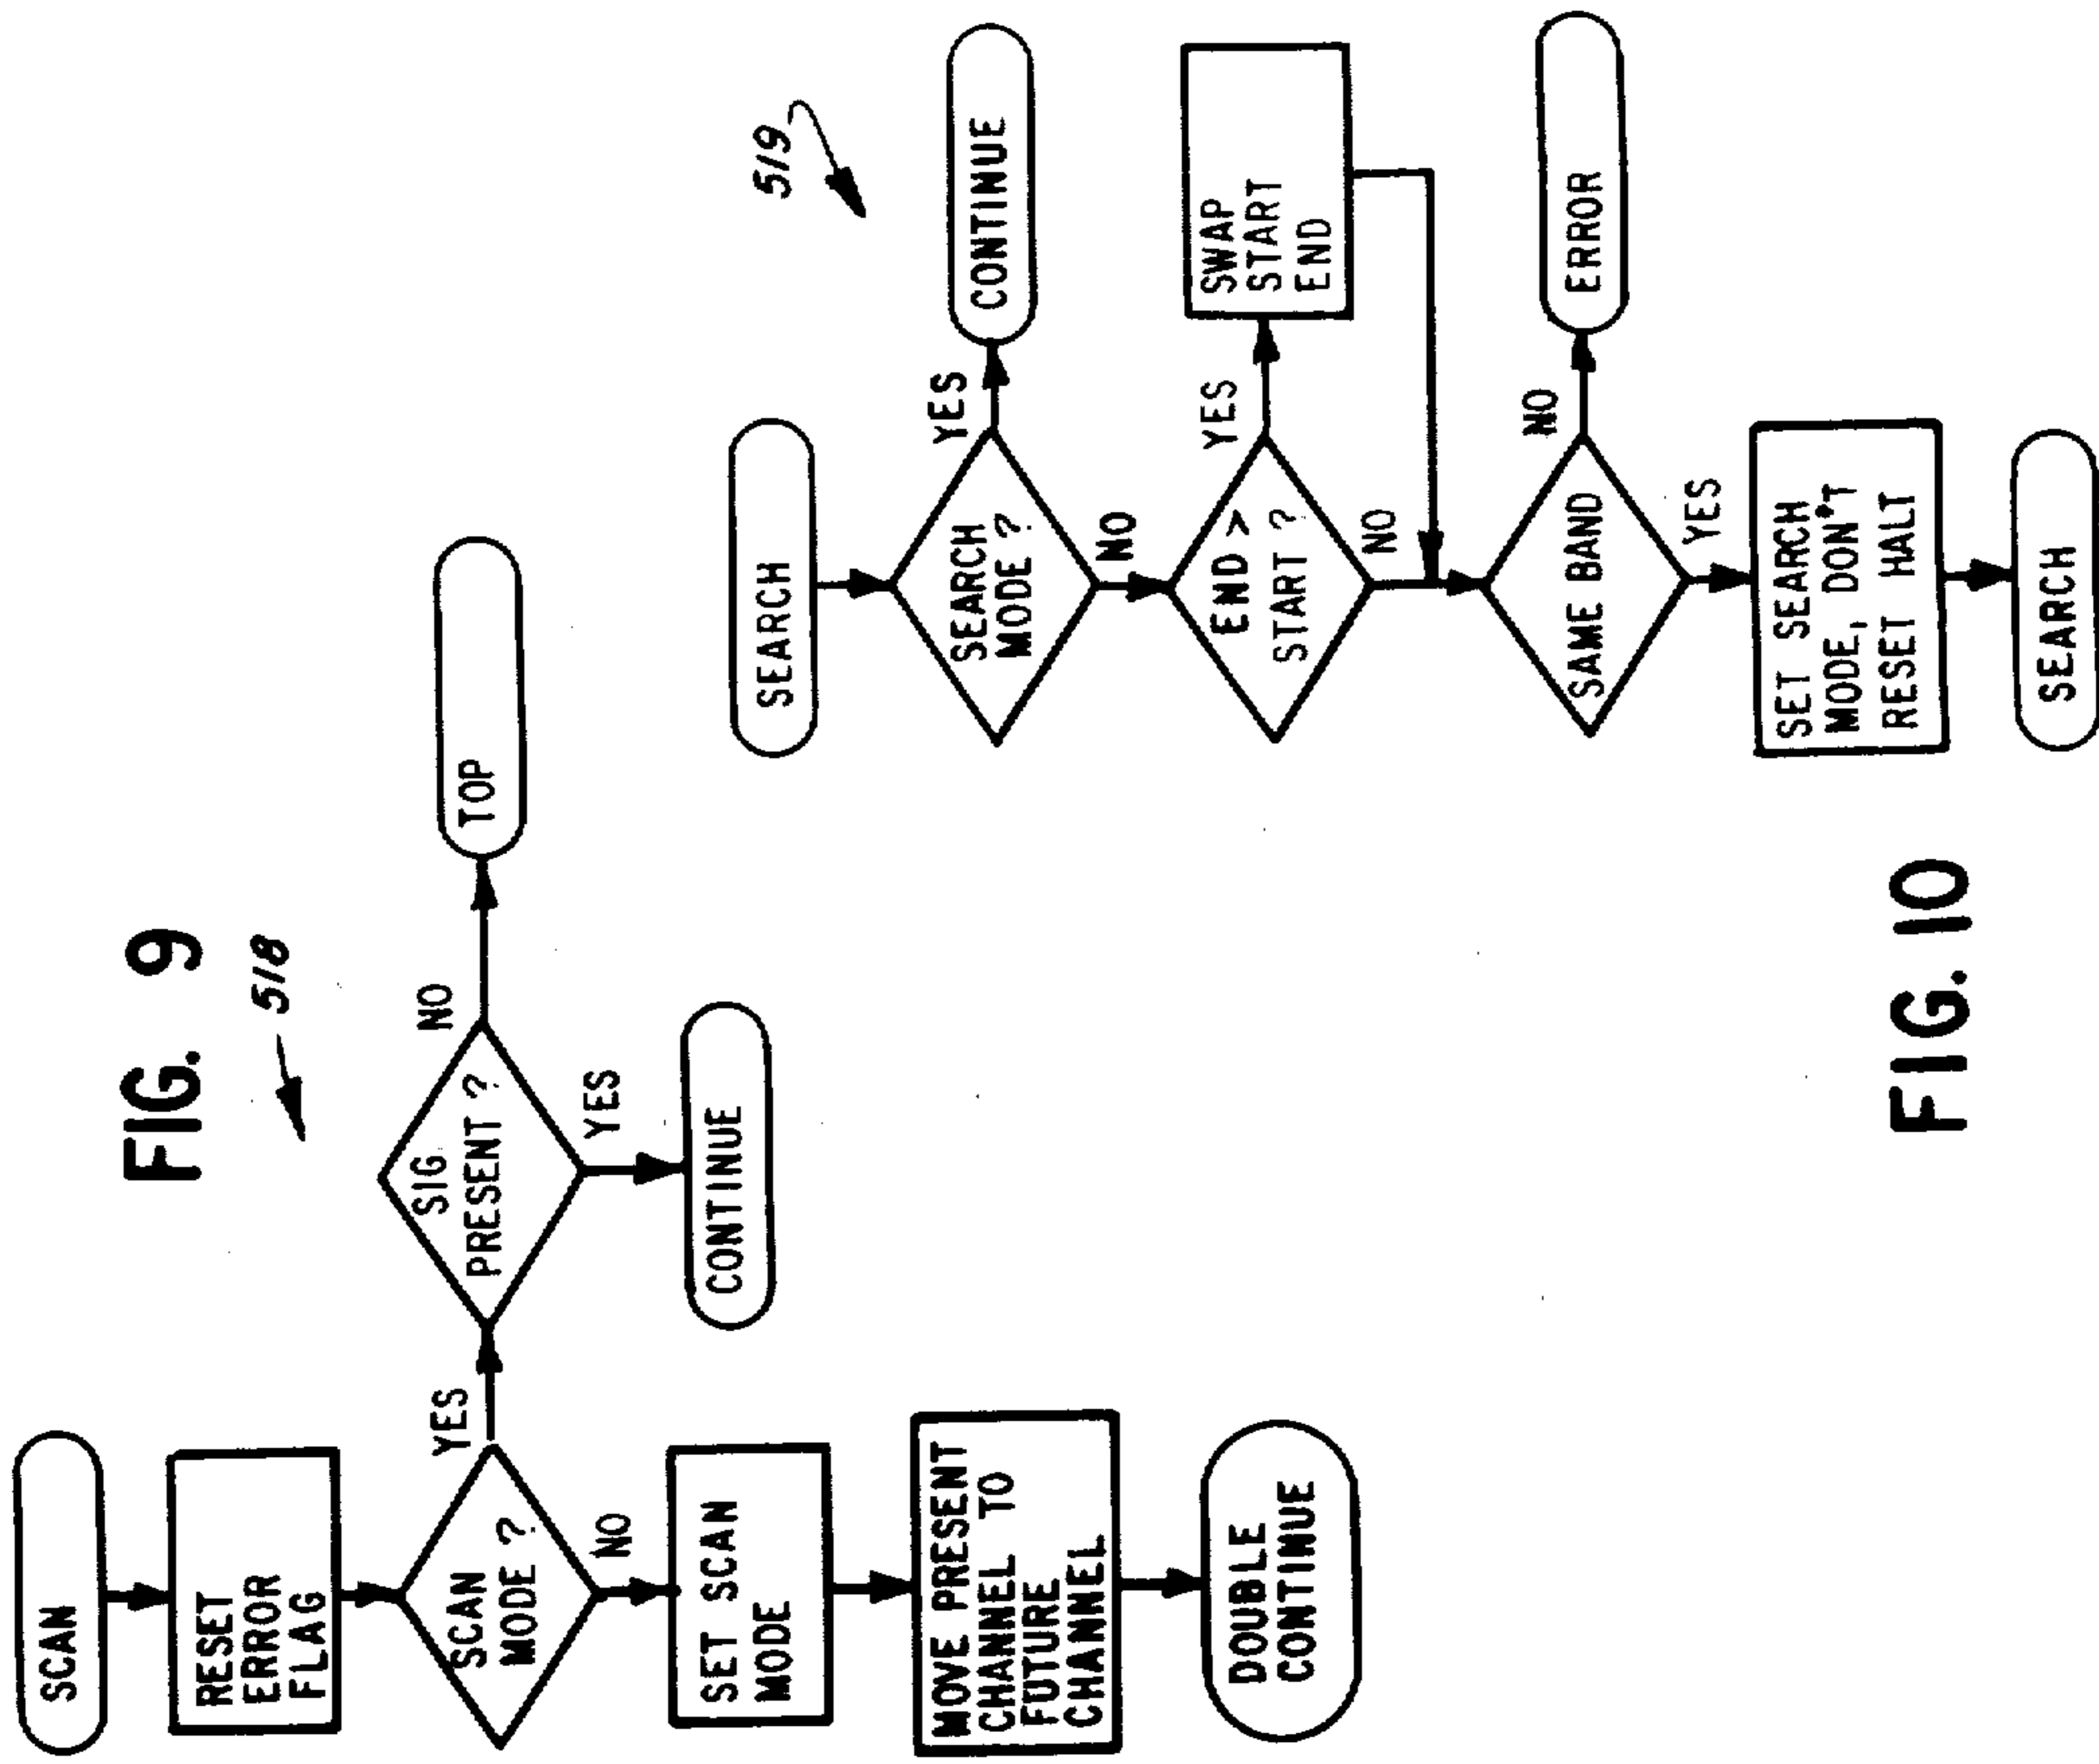 FIG. 9
518
SCAN
RESET
ERROR
FLAG
SCAN
MODE ?
YES
NO
SIG
PRESENT ?
NO
YES
TOP
CONTINUE
SET SCAN
MODE
MOVE PRESENT
CHANNEL TO
FUTURE
CHANNEL
DOUBLE
CONTINUE
519
SEARCH
SEARCH
MODE ?
YES
NO
CONTINUE
END >
START ?
YES
NO
SWAP
START
END
SAME BAND
NO
YES
ERROR
SET SEARCH
MODE, DON'T
RESET HALT
SEARCH
FIG. 10